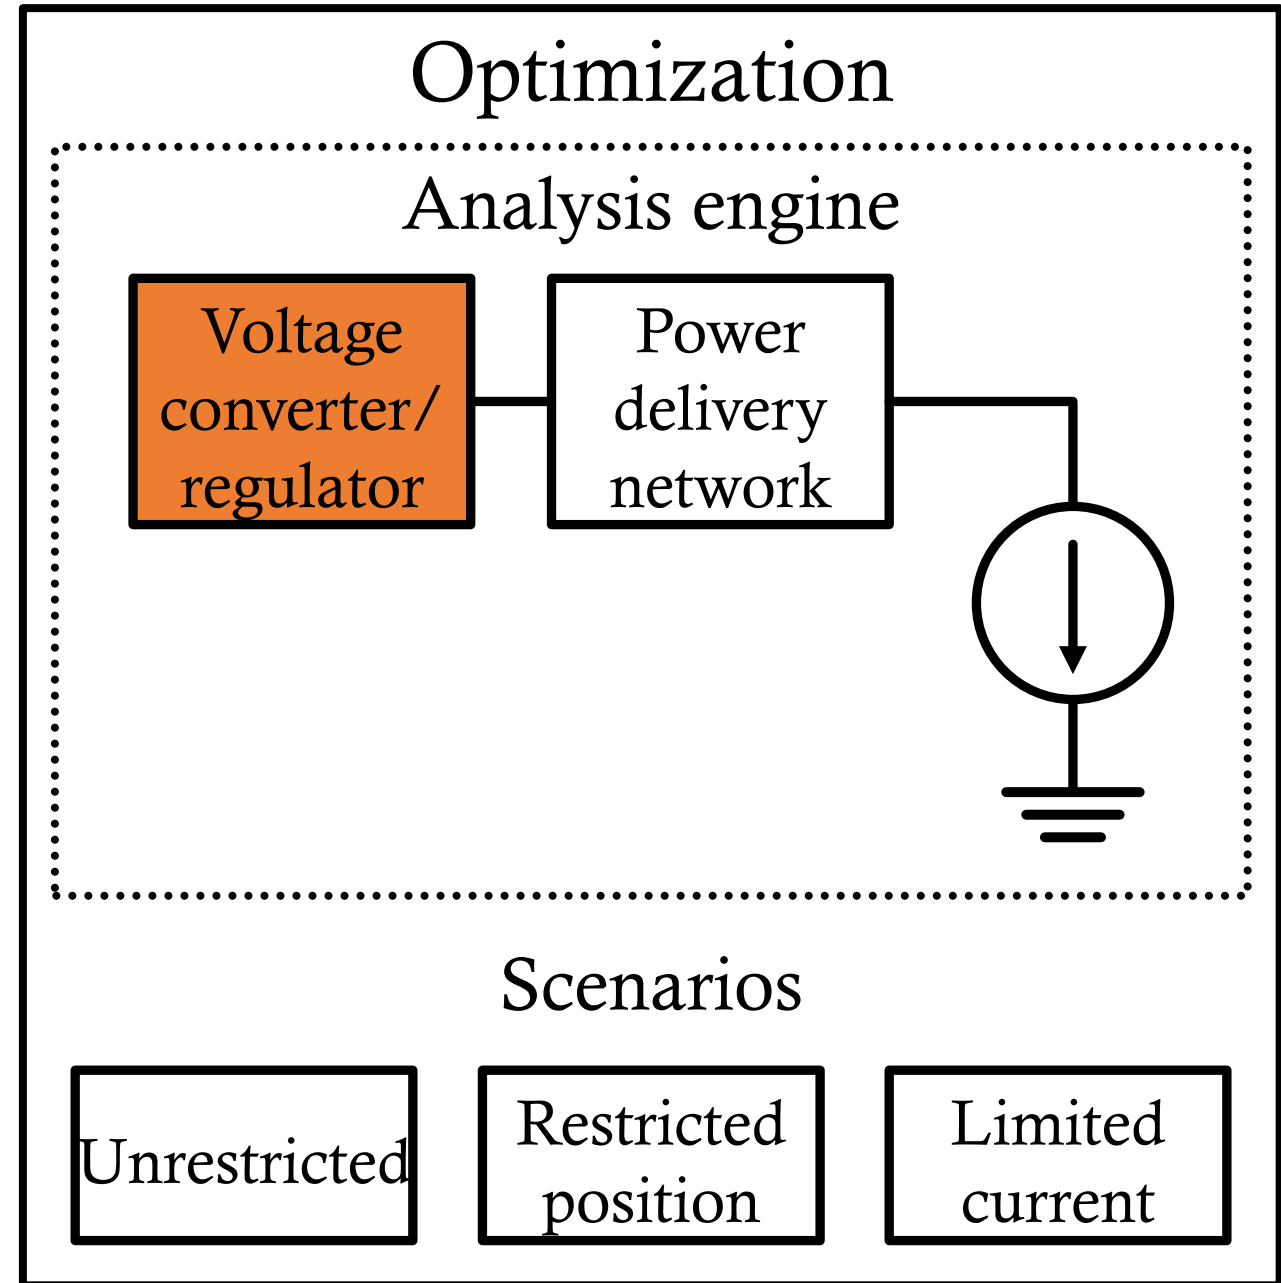 Optimization
Analysis engine
Voltage
converter/
regulator
Power
delivery
network
Scenarios
Unrestricted
Restricted
position
Limited
current